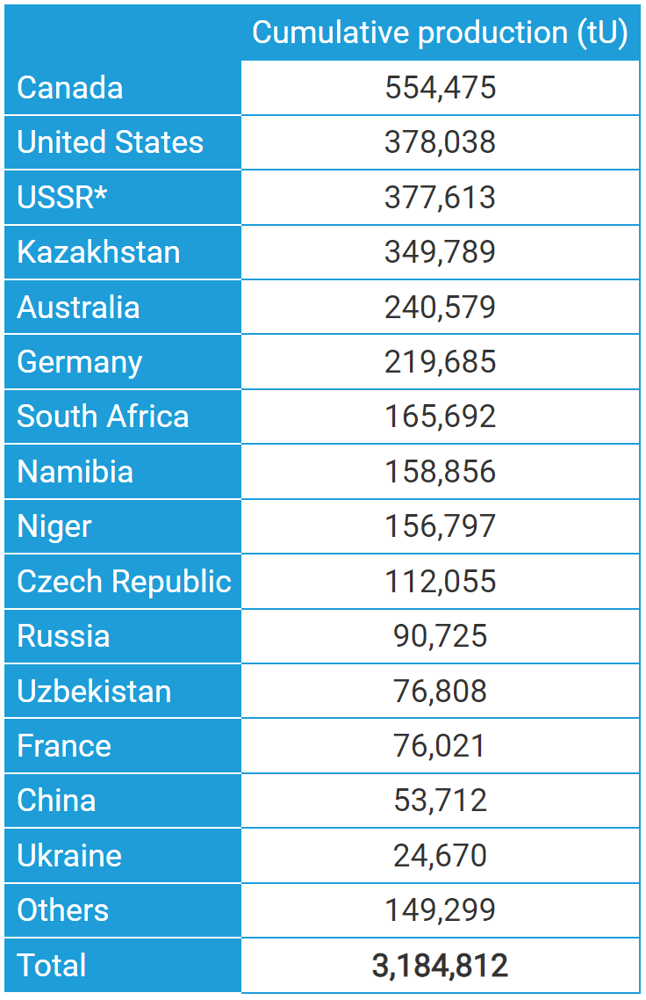 Cumulative production (tU)
Canada 554,475
United States 378,038
USSR* 377,613
Kazakhstan 349,789
Australia 240,579
Germany 219,685
South Africa 165,692
Namibia 158,856
Niger 156,797
Czech Republic 112,055
Russia 90,725
Uzbekistan 76,808
France 76,021
China 53,712
Ukraine 24,670
Others 149,299
Total 3,184,812